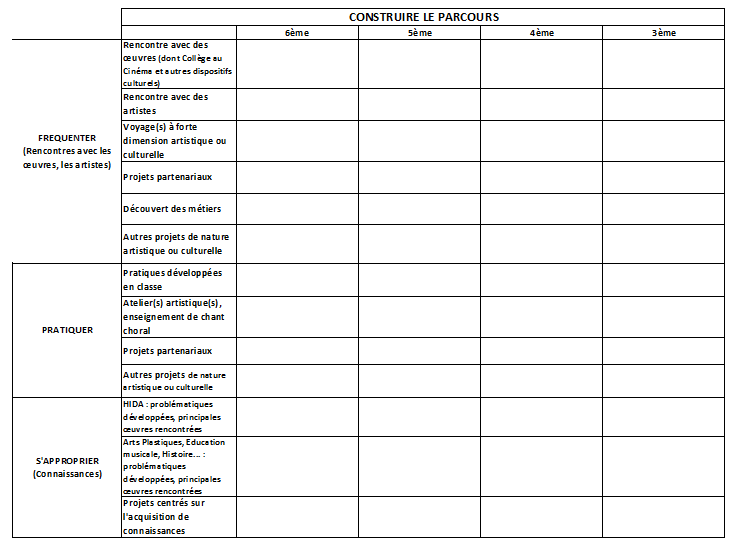 CONSTRUIRE LE PARCOURS
6ème 5ème 4ème 3ème
FREQUENTER
(Rencontres avec les
œuvres, les artistes)
Rencontre avec des
œuvres (dont Collège au
Cinéma et autres dispositifs
culturels)
Rencontre avec des
artistes
Voyage(s) à forte
dimension artistique ou
culturelle
Projets partenariaux
Découvert des métiers
Autres projets de nature
artistique ou culturelle
PRATIQUER
Pratiques développées
en classe
Atelier(s) artistique(s),
enseignement de chant
choral
Projets partenariaux
Autres projets de nature
artistique ou culturelle
S'APPROPRIER
(Connaissances)
HIDA : problématiques
développées, principales
œuvres rencontrées
Arts Plastiques, Education
musicale, Histoire... :
problématiques
développées, principales
œuvres rencontrées
Projets centrés sur
l'acquisition de
connaissances